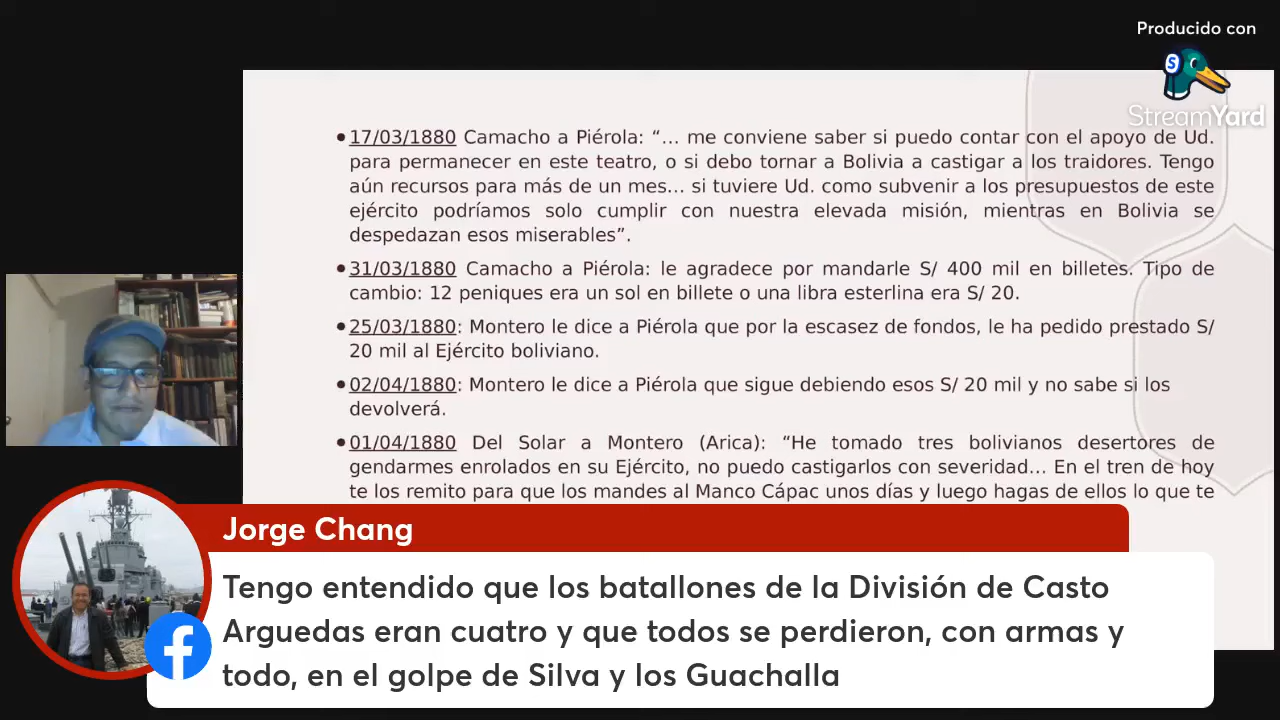 Producido con
StreamYard
•17/03/1880 Camacho a Piérola: “… me conviene saber si puedo contar con el apoyo de Ud.
para permanecer en este teatro, o si debo tornar a Bolivia a castigar a los traidores. Tengo
aún recursos para más de un mes… si tuviere Ud. como subvenir a los presupuestos de este
ejército podríamos solo cumplir con nuestra elevada misión, mientras en Bolivia se
despedazan esos miserables”.
•31/03/1880 Camacho a Piérola: le agradece por mandarle S/ 400 mil en billetes. Tipo de
cambio: 12 peniques era un sol en billete o una libra esterlina era S/ 20.
•25/03/1880: Montero le dice a Piérola que por la escasez de fondos, le ha pedido prestado S/
20 mil al Ejército boliviano.
•02/04/1880: Montero le dice a Piérola que sigue debiendo esos S/ 20 mil y no sabe si los
devolverá.
•01/04/1880 Del Solar a Montero (Arica): “He tomado tres bolivianos desertores de
gendarmes enrolados en su Ejército, no puedo castigarlos con severidad… En el tren de hoy
te los remito para que los mandes al Manco Cápac unos días y luego hagas de ellos lo que te
Jorge Chang
Tengo entendido que los batallones de la División de Casto
Arguedas eran cuatro y que todos se perdieron, con armas y
todo, en el golpe de Silva y los Guachalla